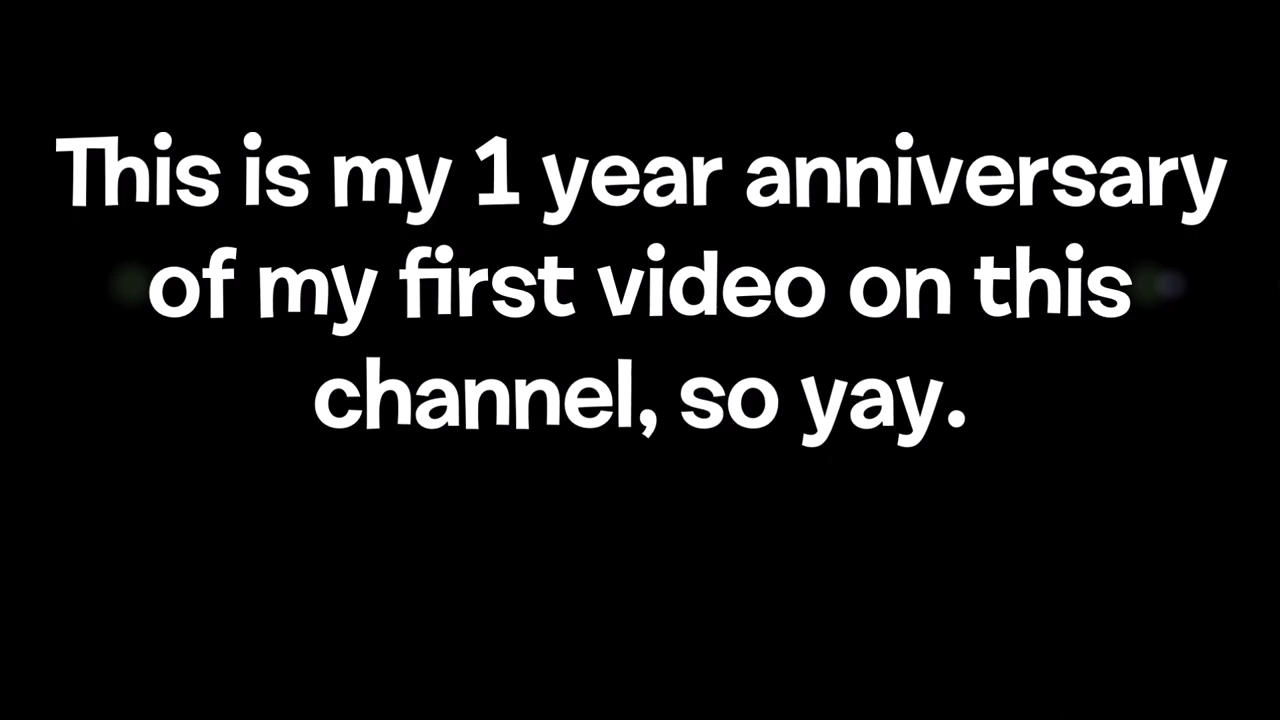 This is my 1 year anniversary
of my first video on this
channel, so yay.